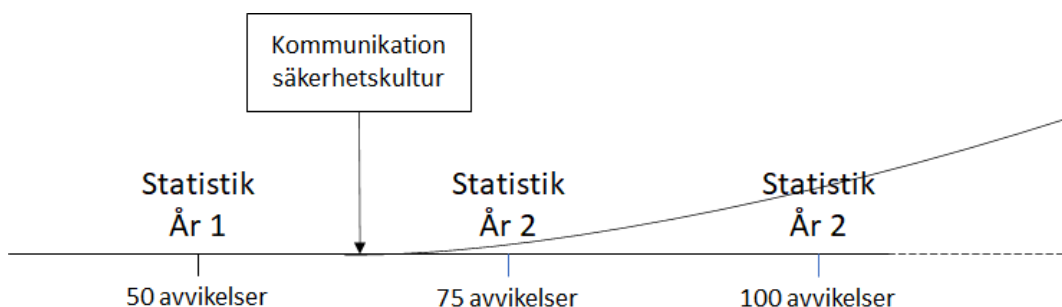 Kommunikation
säkerhetskultur
Statistik
År 1
Statistik
År 2
Statistik
År 2
50 avvikelser
75 avvikelser
100 avvikelser